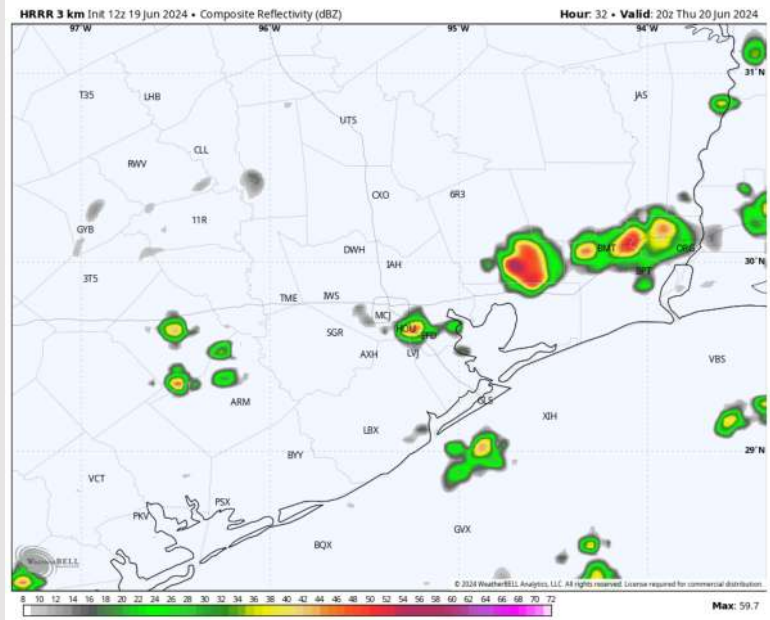 HRRR 3 km Init 12z 19 Jun 2024 • Composite Reflectivity (dBZ)
Hour: 32 • Valid: 20z Thu 20 Jun 2024
97°W 96°W 95°W 94°W
31°N
T35 LHB JAS
UTS
CLL
RWV
OXO 6R3
11R
GYB
DWH BMT ORG
IAH 30°N
3T5 BPT
TME IWS
MCJ
SGR HOU EFD
AXH LVJ VBS
ARM GLS
XIH
LBX
BYY 29°N
VCT
PSX
PKV GVX
BQX
WeatherBELL
© 2024 WeatherBELL Analytics, LLC. All rights reserved. License required for commercial distribution.
8 10 12 14 16 18 20 22 24 26 28 30 32 34 36 38 40 42 44 46 48 50 52 54 56 58 60 62 64 66 68 70 72
Max: 59.7